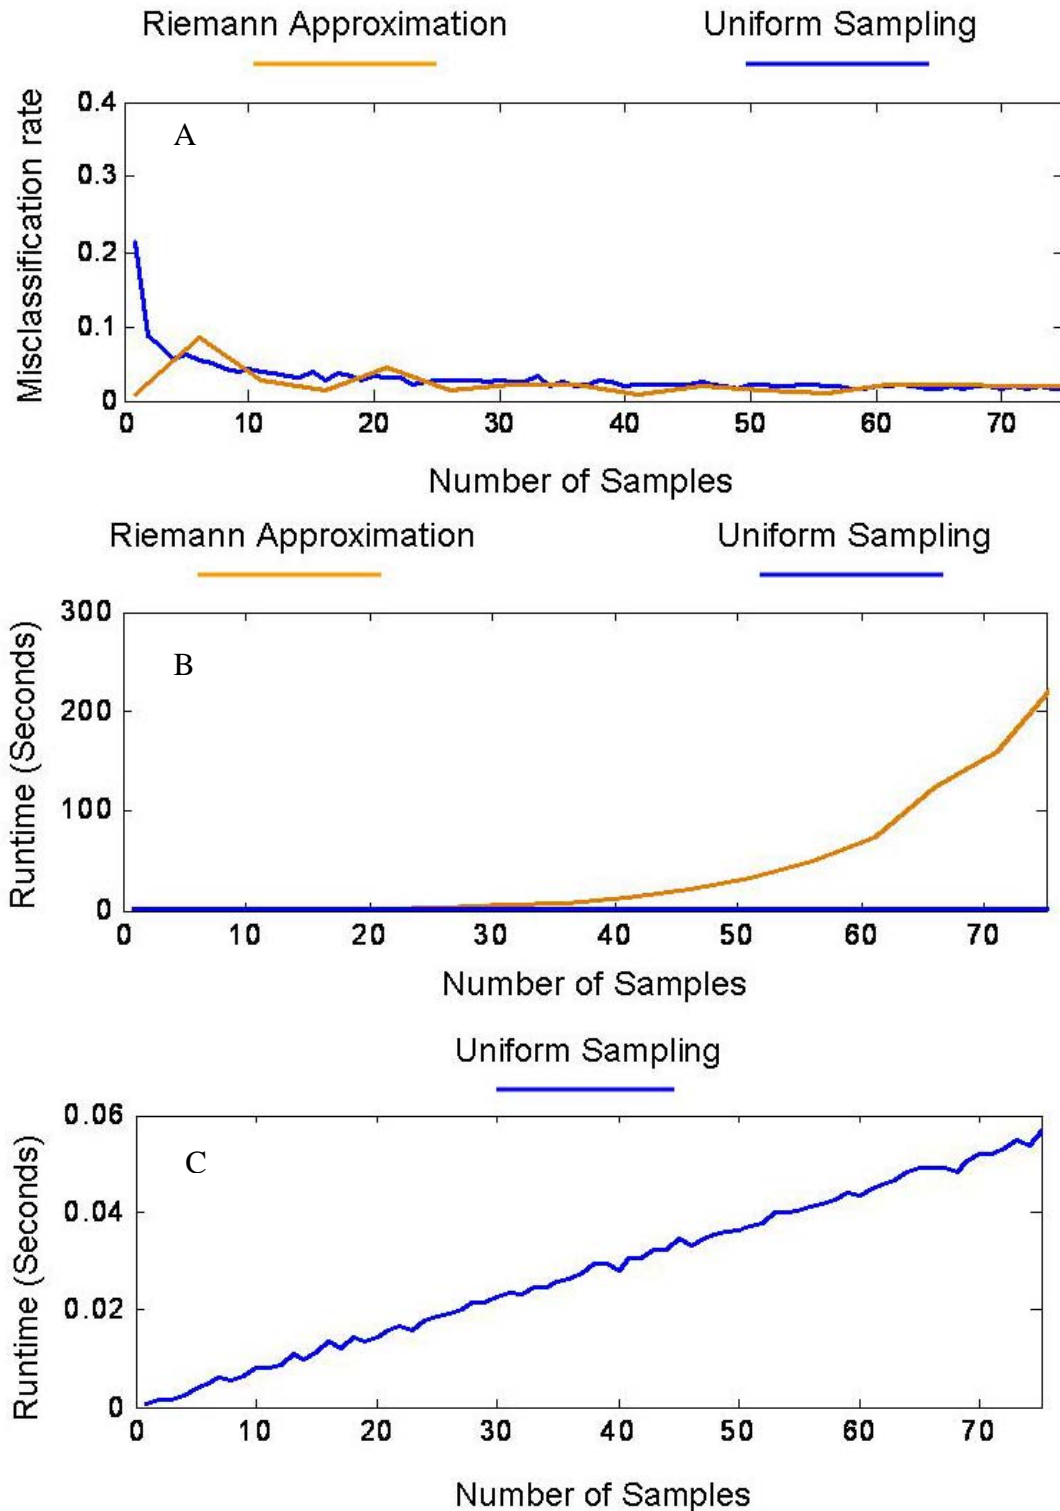 Riemann Approximation Uniform Sampling
A
Misclassification rate
0.4
0.3
0.2
0.1
0
0 10 20 30 40 50 60 70
Number of Samples
Riemann Approximation Uniform Sampling
B
Runtime (Seconds)
300
200
100
0
0 10 20 30 40 50 60 70
Number of Samples
Uniform Sampling
C
Runtime (Seconds)
0.06
0.04
0.02
0
0 10 20 30 40 50 60 70
Number of Samples